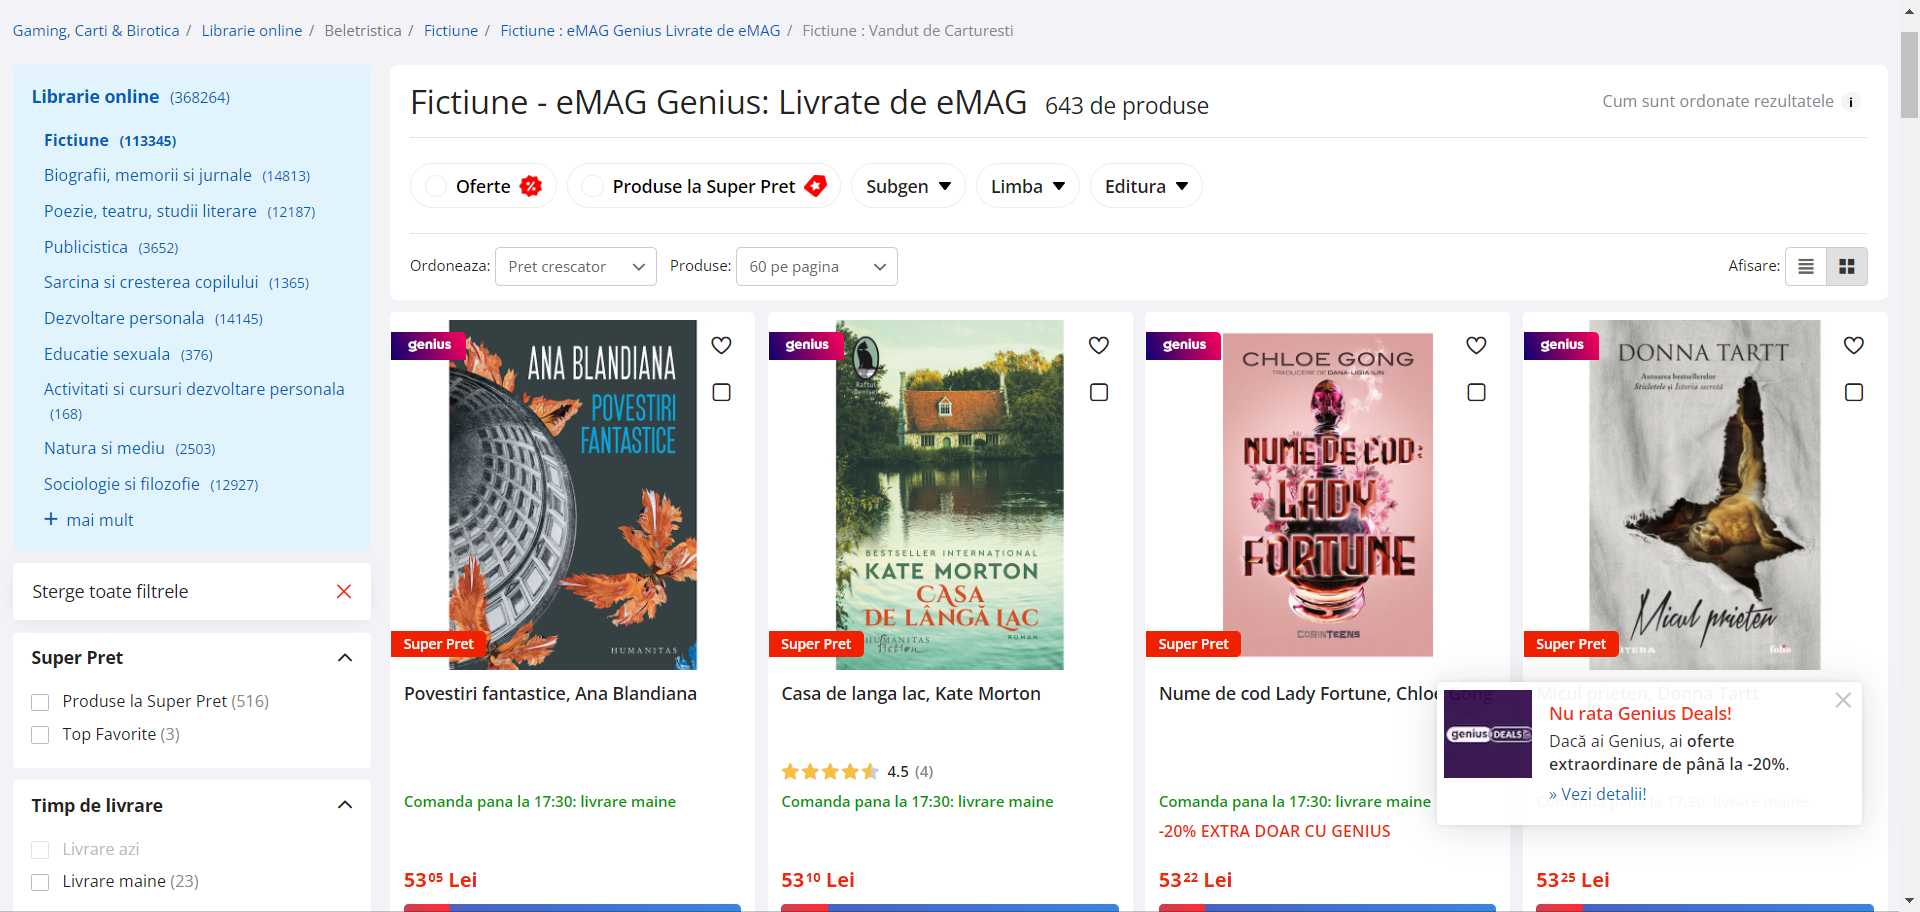 Gaming, Carti & Birotica / Librarie online / Beletristica / Fictiune / Fictiune : eMAG Genius Livrate de eMAG / Fictiune : Vandut de Carturesti
Librarie online (368264)
Fictiune (113345)
Biografii, memorii si jurnale (14813)
Poezie, teatru, studii literare (12187)
Publicistica (3652)
Sarcina si cresterea copilului (1365)
Dezvoltare personala (14145)
Educatie sexuala (376)
Activitati si cursuri dezvoltare personala
(168)
Natura si mediu (2503)
Sociologie si filozofie (12927)
+ mai mult
Sterge toate filtrele
Super Pret
Produse la Super Pret (516)
Top Favorite (3)
Timp de livrare
Livrare azi
Livrare maine (23)
Fictiune - eMAG Genius: Livrate de eMAG 643 de produse
Cum sunt ordonate rezultatele i
Oferte
Produse la Super Pret
Subgen
Limba
Editura
Ordoneaza: Pret crescator
Produse: 60 pe pagina
Afisare:
genius
ANA BLANDIANA
POVESTIRI
FANTASTICE
HUMANITAS
Super Pret
Povestiri fantastice, Ana Blandiana
Comanda pana la 17:30: livrare maine
53⁰⁵ Lei
genius
Raftul
Denisei
BESTSELLER INTERNAȚIONAL
KATE MORTON
CASA
DE LÂNGĂ LAC
ROMAN
HUMANITAS
fiction
Super Pret
Casa de langa lac, Kate Morton
4.5 (4)
Comanda pana la 17:30: livrare maine
53¹⁰ Lei
genius
CHLOE GONG
TRADUCERE DE DANA-LIGIA ILIN
NUME DE COD:
LADY
FORTUNE
CORINTEENS
Super Pret
Nume de cod Lady Fortune, Chloe Gong
Comanda pana la 17:30: livrare maine
-20% EXTRA DOAR CU GENIUS
53²² Lei
genius
DONNA TARTT
Autoarea bestsellerelor
Sticletele și Istoria secretă
Micul prieten
LITERA
folio
Super Pret
Micul prieten, Donna Tartt
53²⁵ Lei
genius DEALS
Nu rata Genius Deals!
Dacă ai Genius, ai oferte
extraordinare de până la -20%.
» Vezi detalii!